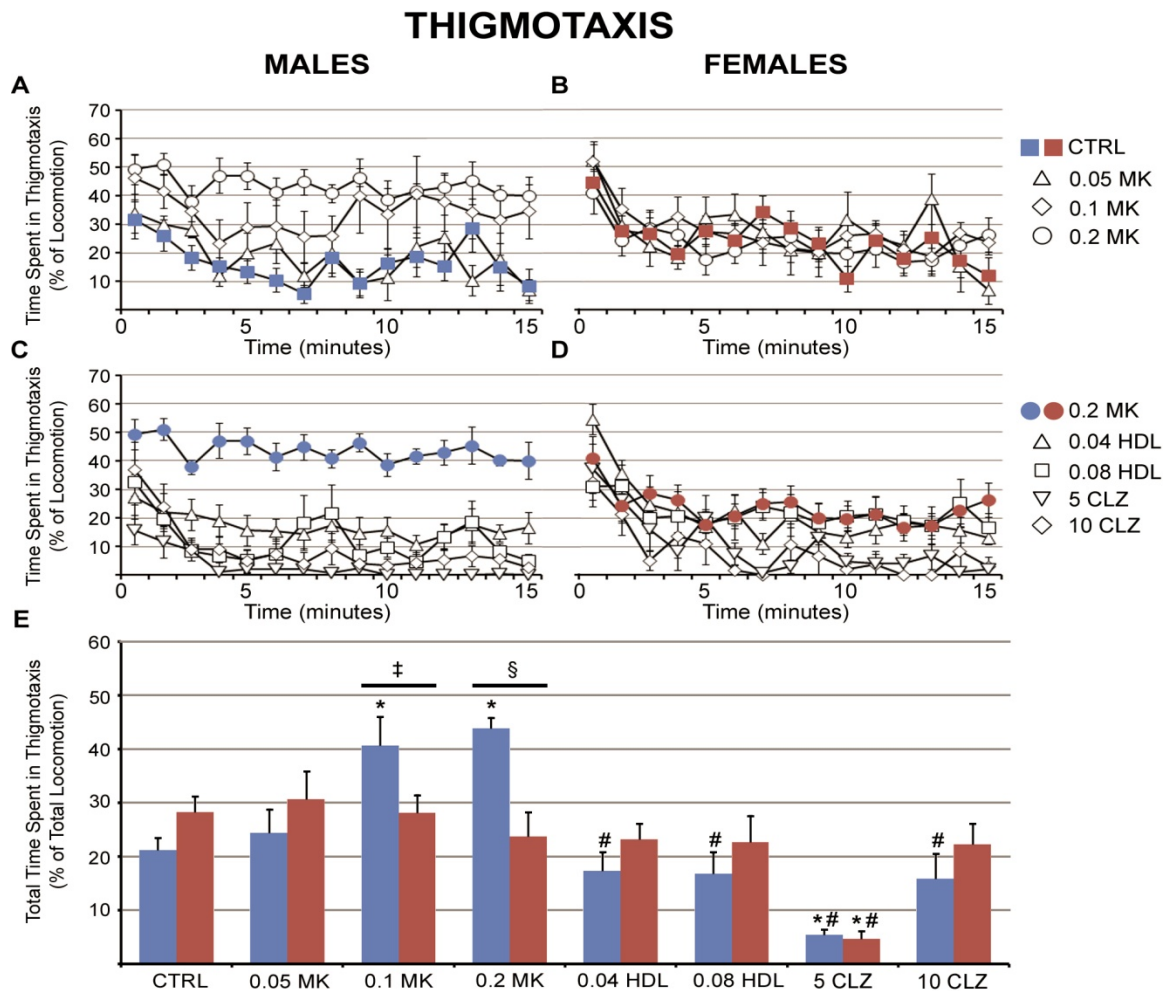 THIGMOTAXIS
MALES
FEMALES
A
B
Time Spent in Thigmotaxis
(% of Locomotion)
70
60
50
40
30
20
10
0
5
10
15
Time (minutes)
0
5
10
15
Time (minutes)
CTRL
0.05 MK
0.1 MK
0.2 MK
C
D
Time Spent in Thigmotaxis
(% of Locomotion)
70
60
50
40
30
20
10
0
5
10
15
Time (minutes)
0
5
10
15
Time (minutes)
0.2 MK
0.04 HDL
0.08 HDL
5 CLZ
10 CLZ
E
Total Time Spent in Thigmotaxis
(% of Total Locomotion)
60
50
40
30
20
10
‡
§
*
*
#
#
*# *#
#
CTRL 0.05 MK 0.1 MK 0.2 MK 0.04 HDL 0.08 HDL 5 CLZ 10 CLZ